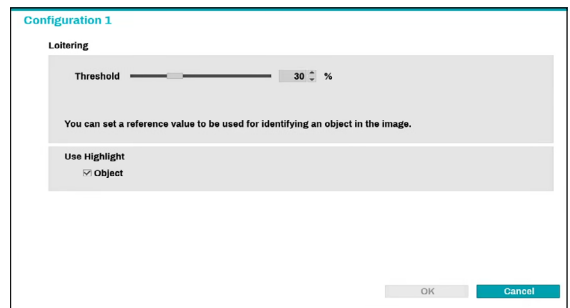 Configuration 1
Loitering
Threshold 30 %
You can set a reference value to be used for identifying an object in the image.
Use Highlight
Object
OK Cancel